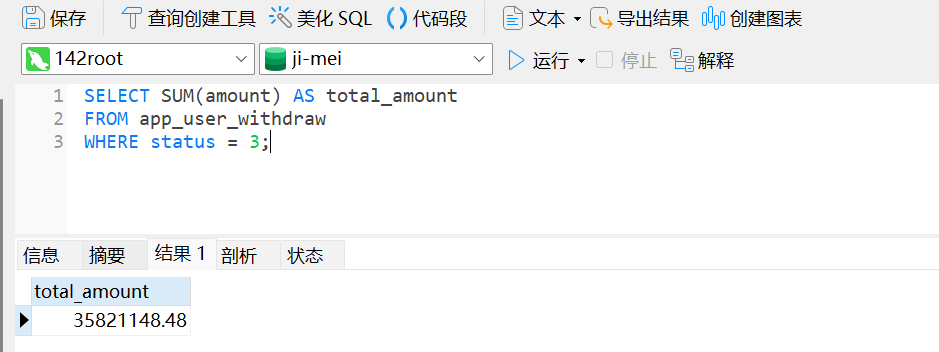 保存 查询创建工具 美化 SQL 代码段 文本 导出结果 创建图表
142root ji-mei 运行 停止 解释
1 SELECT SUM(amount) AS total_amount
2 FROM app_user_withdraw
3 WHERE status = 3;
信息 摘要 结果 1 剖析 状态
total_amount
35821148.48